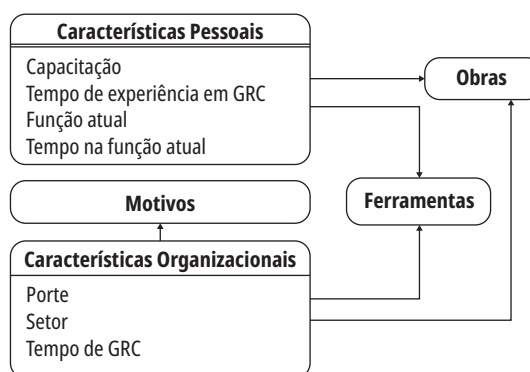 Características Pessoais
Capacitação
Tempo de experiência em GRC
Função atual
Tempo na função atual
Obras
Motivos
Ferramentas
Características Organizacionais
Porte
Setor
Tempo de GRC